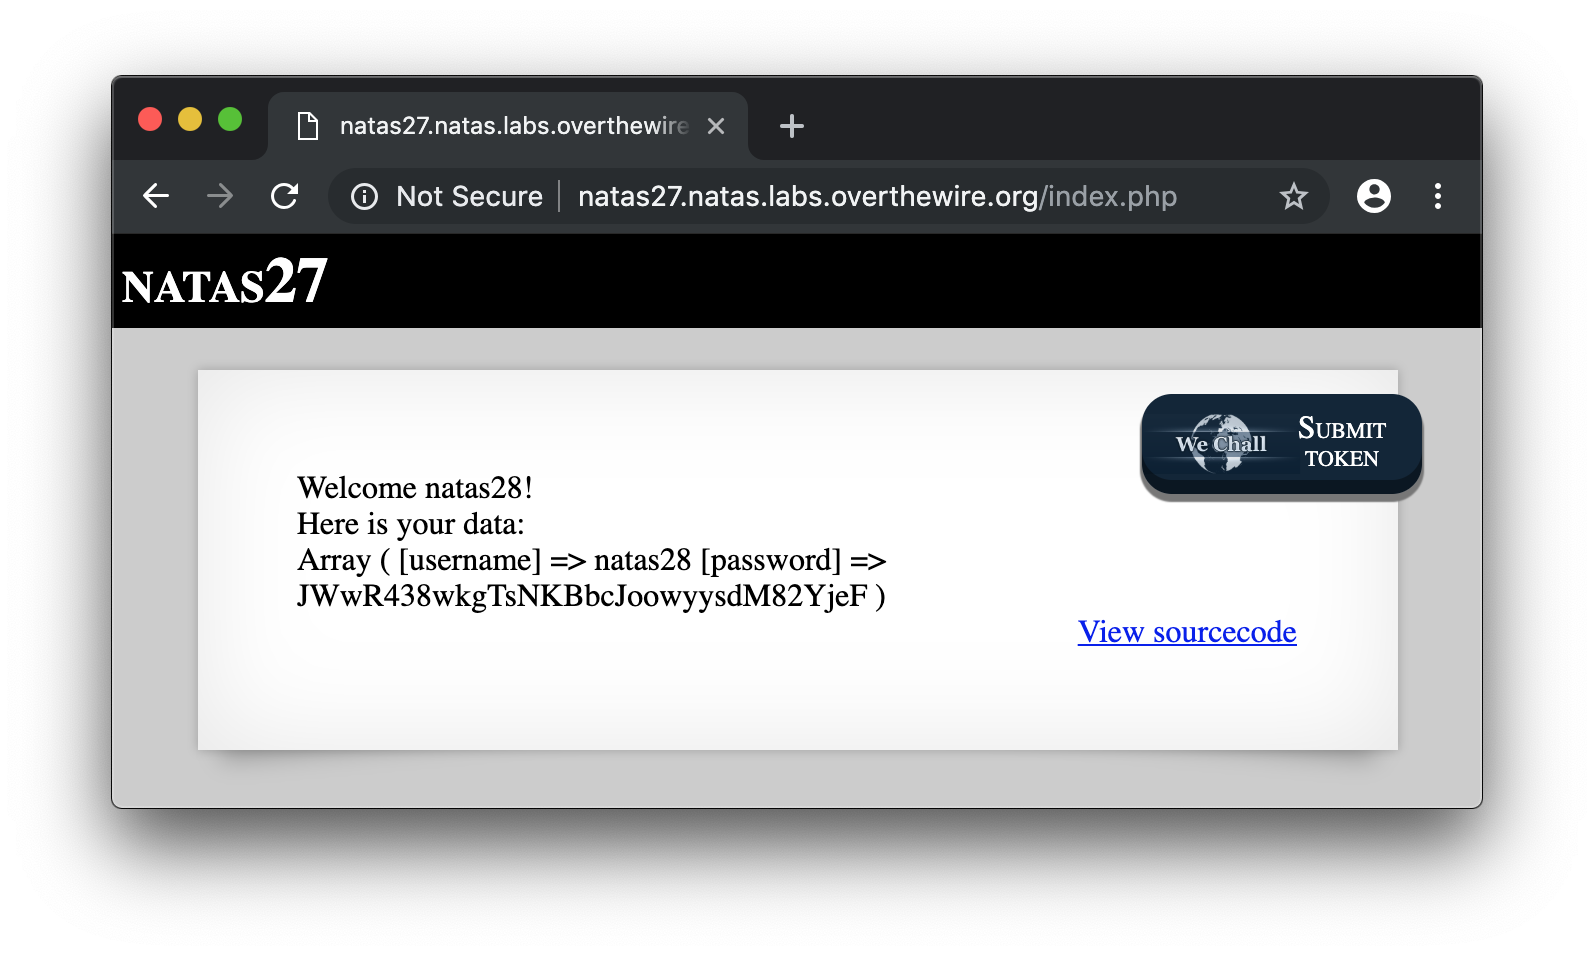 natas27.natas.labs.overthewire
Not Secure
natas27.natas.labs.overthewire.org/index.php
NATAS27
We Chall
SUBMIT
TOKEN
Welcome natas28!
Here is your data:
Array ( [username] => natas28 [password] =>
JWwR438wkgTsNKBbcJoowyysdM82YjeF )
View sourcecode